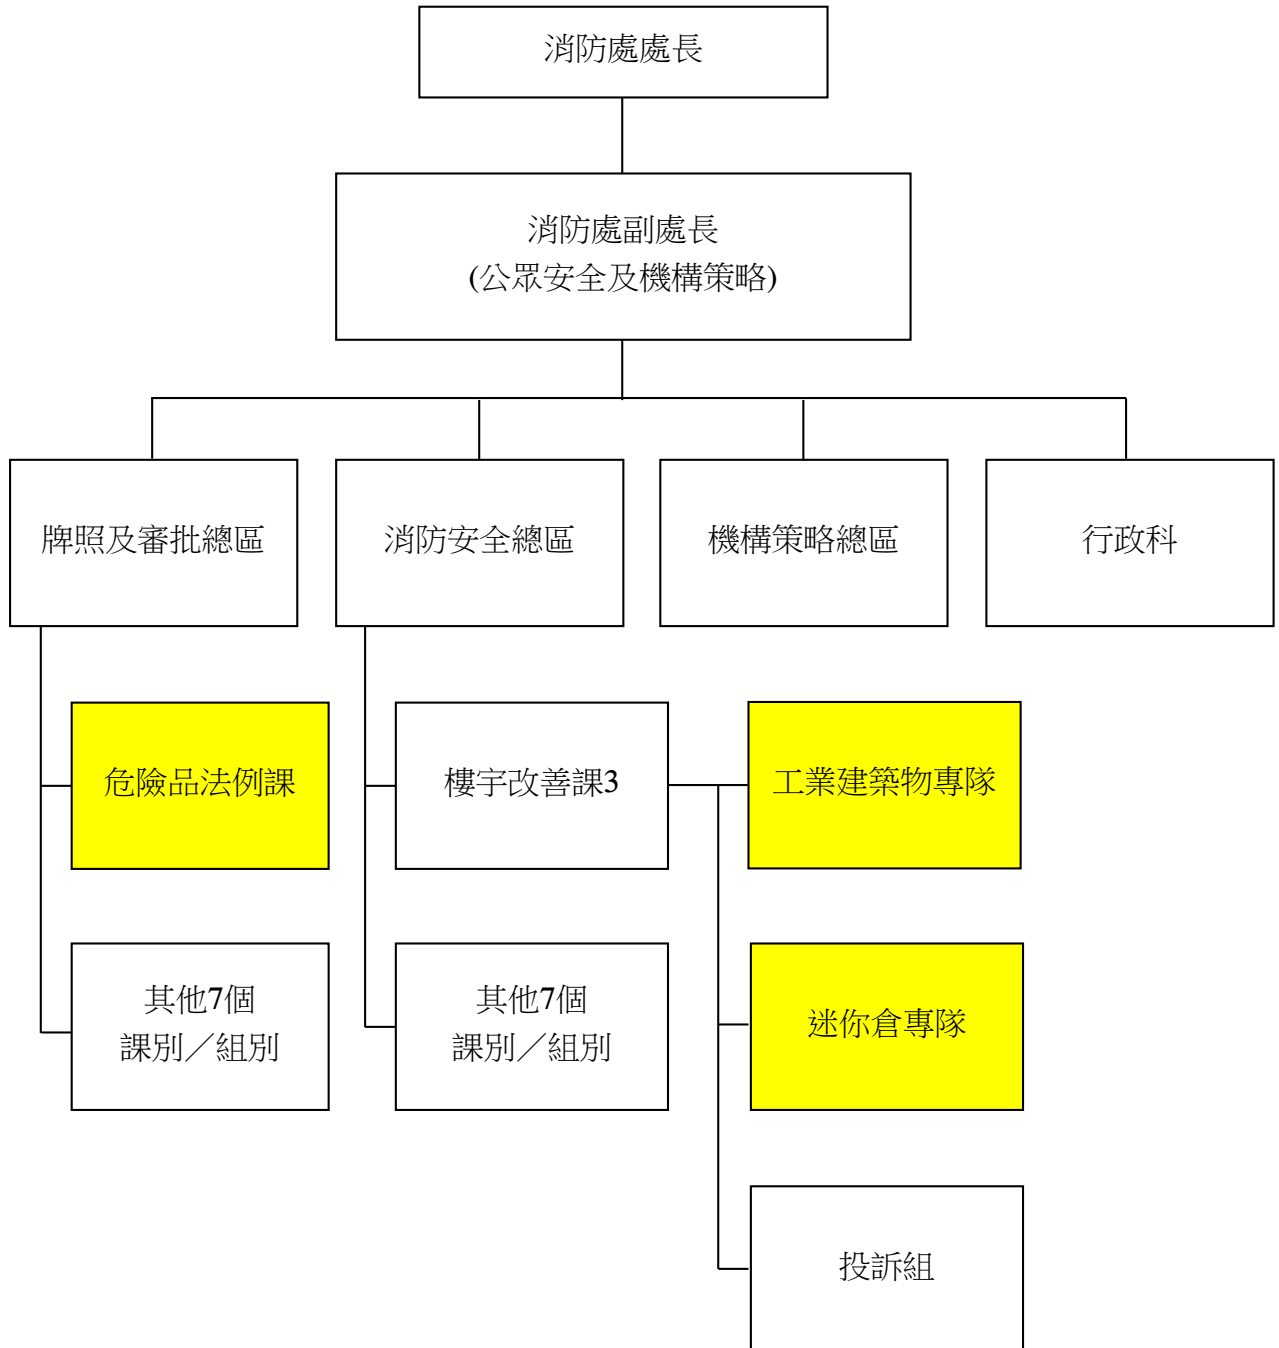 消防處處長
消防處副處長
(公眾安全及機構策略)
牌照及審批總區
消防安全總區
機構策略總區
行政科
危險品法例課
樓宇改善課3
工業建築物專隊
其他7個
課別／組別
其他7個
課別／組別
迷你倉專隊
投訴組